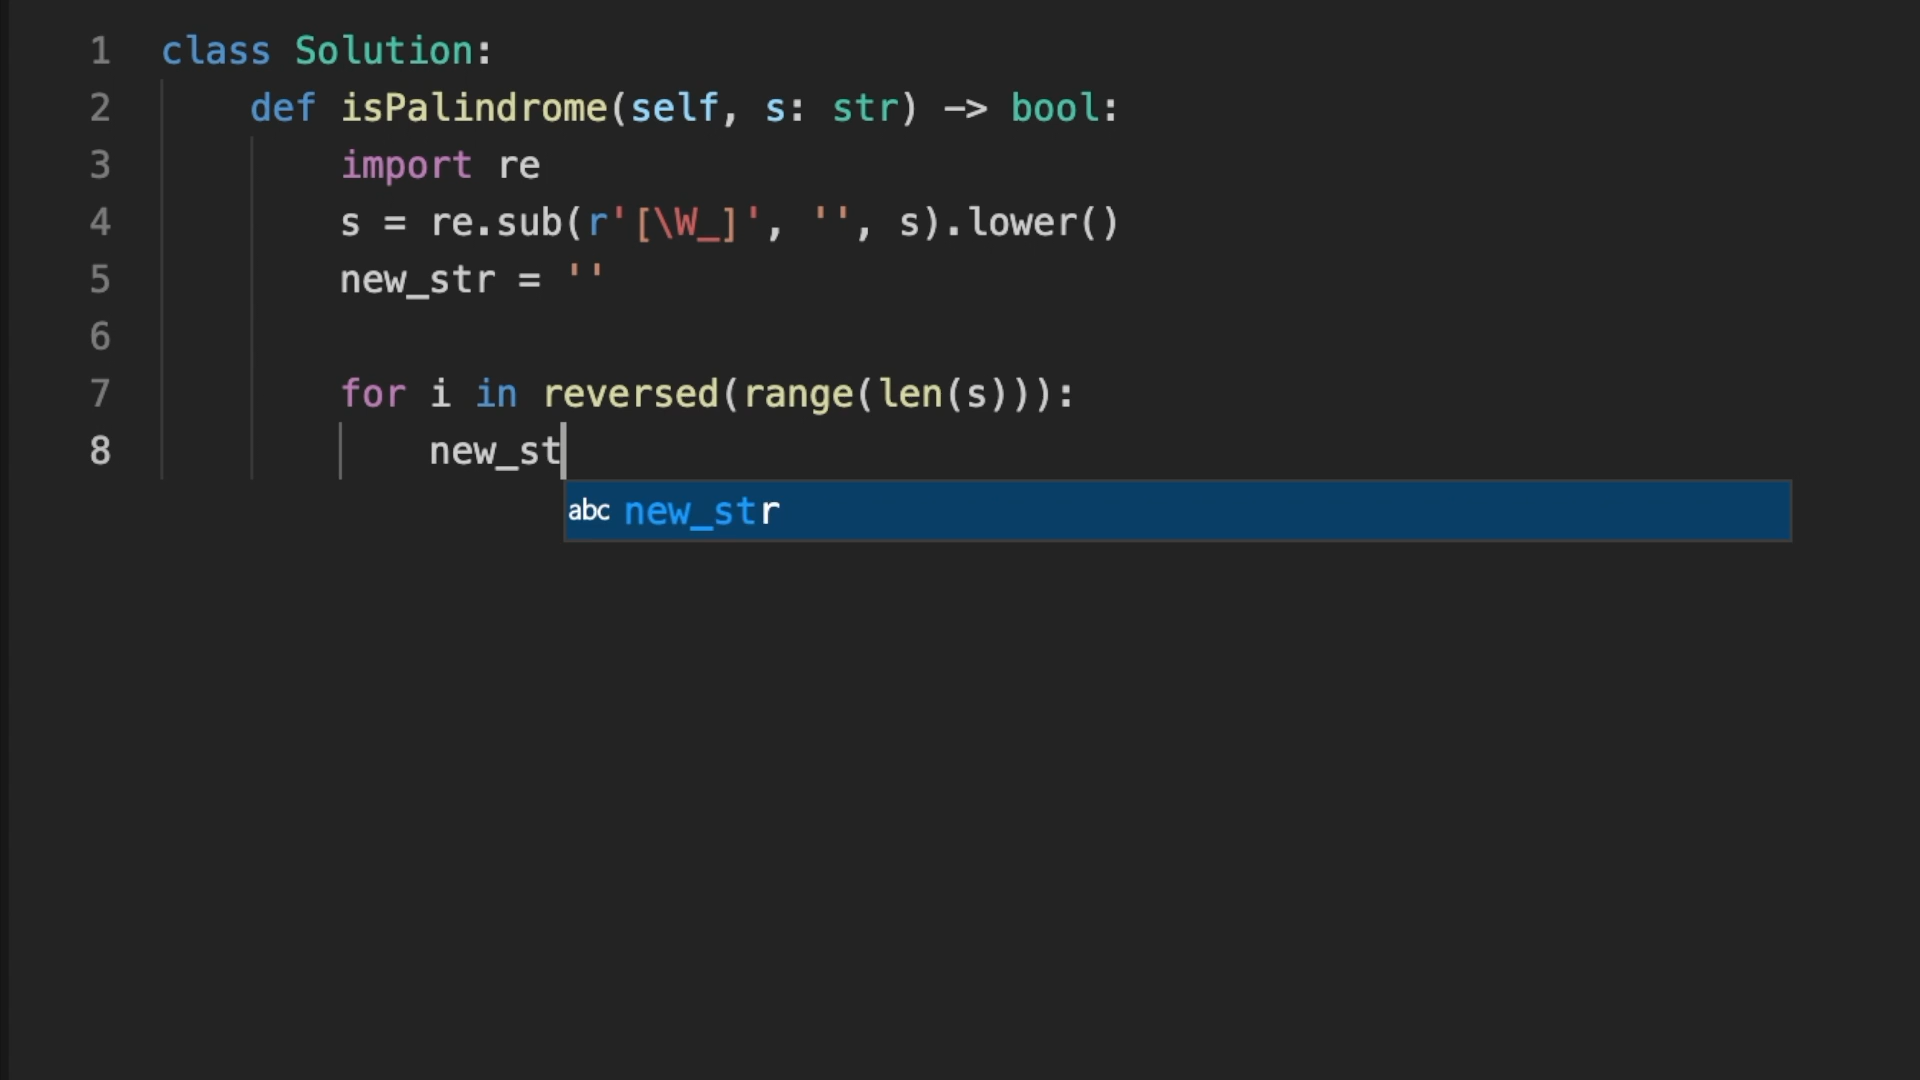 1 class Solution:
2 def isPalindrome(self, s: str) -> bool:
3 import re
4 s = re.sub(r'[\W_]', '', s).lower()
5 new_str = ''
6
7 for i in reversed(range(len(s))):
8 new_st
abc new_str